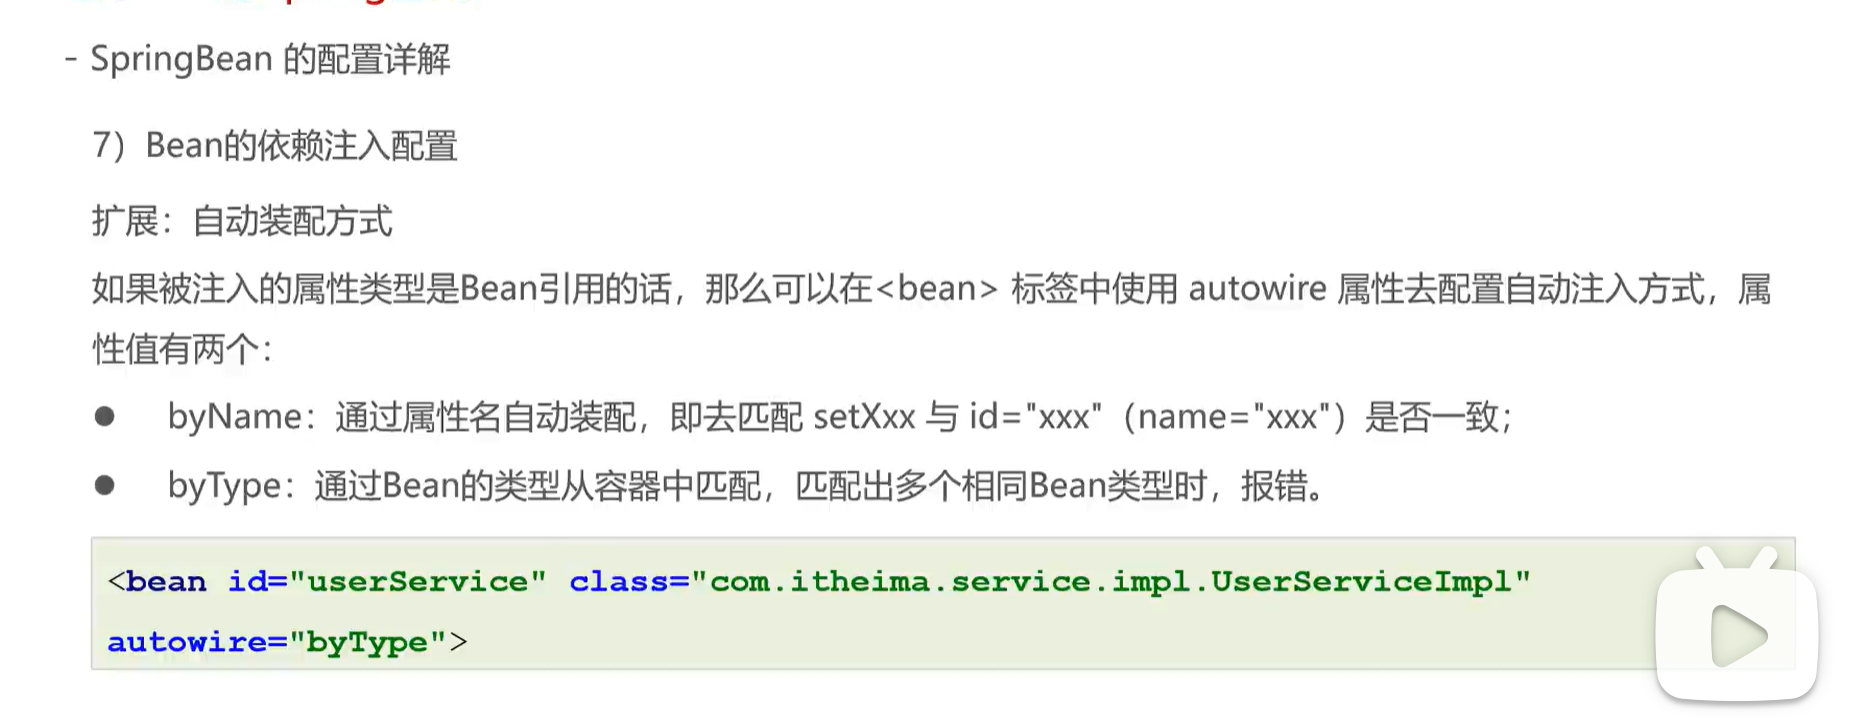 - SpringBean 的配置详解
7）Bean的依赖注入配置
扩展：自动装配方式
如果被注入的属性类型是Bean引用的话，那么可以在<bean> 标签中使用 autowire 属性去配置自动注入方式，属
性值有两个：
● byName：通过属性名自动装配，即去匹配 setXxx 与 id="xxx"（name="xxx"）是否一致；
● byType：通过Bean的类型从容器中匹配，匹配出多个相同Bean类型时，报错。
<bean id="userService" class="com.itheima.service.impl.UserServiceImpl"
autowire="byType">